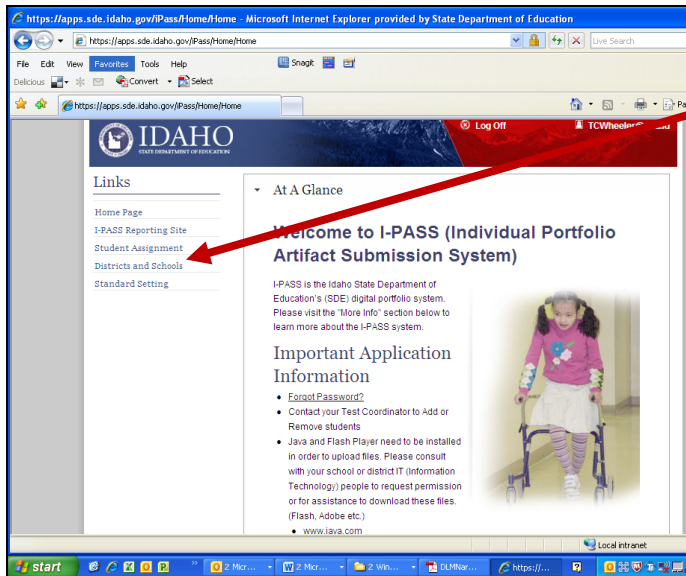 https://apps.sde.idaho.gov/iPass/Home/Home - Microsoft Internet Explorer provided by State Department of Education
https://apps.sde.idaho.gov/iPass/Home/Home
Live Search
File Edit View Favorites Tools Help
Snagit
Delicious
Convert
Select
https://apps.sde.idaho.gov/iPass/Home/Home
Pa
IDAHO
STATE DEPARTMENT OF EDUCATION
Log Off
Links
Home Page
I-PASS Reporting Site
Student Assignment
Districts and Schools
Standard Setting
At A Glance
Welcome to I-PASS (Individual Portfolio
Artifact Submission System)
I-PASS is the Idaho State Department of
Education's (SDE) digital portfolio system.
Please visit the "More Info" section below to
learn more about the I-PASS system.
Important Application
Information
Forgot Password?
Contact your Test Coordinator to Add or
Remove students
Java and Flash Player need to be installed
in order to upload files. Please consult
with your school or district IT (Information
Technology) people to request permission
or for assistance to download these files.
(Flash, Adobe etc.)
www.java.com
Local intranet
start
2 Micr...
2 Micr...
2 Win...
DLMNar...
https://...